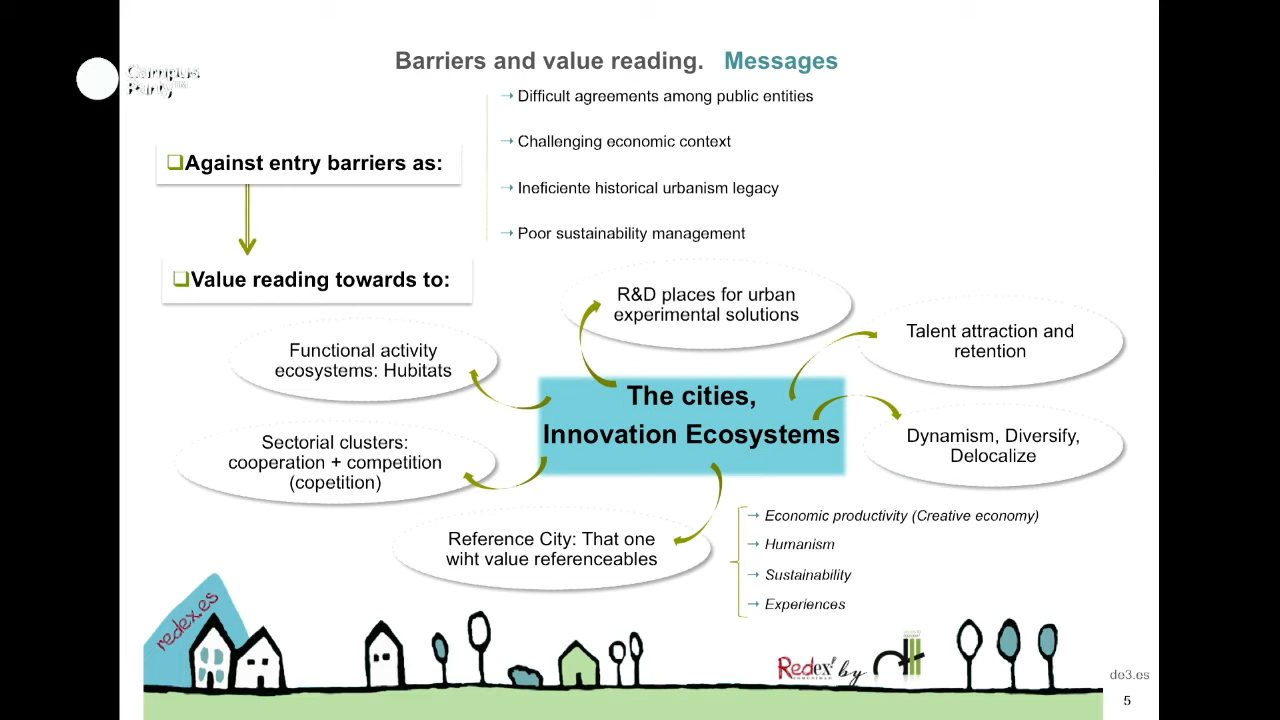 Barriers and value reading. Messages
Campus
Party™
→ Difficult agreements among public entities
→ Challenging economic context
❑Against entry barriers as:
→ Ineficiente historical urbanism legacy
→ Poor sustainability management
❑Value reading towards to:
R&D places for urban
experimental solutions
Talent attraction and
retention
Functional activity
ecosystems: Hubitats
The cities,
Innovation Ecosystems
Dynamism, Diversify,
Delocalize
Sectorial clusters:
cooperation + competition
(copetition)
Reference City: That one
wiht value referenceables
→ Economic productivity (Creative economy)
→ Humanism
→ Sustainability
→ Experiences
redex.es
Redex by
COMUNIDAD
de3.es
5